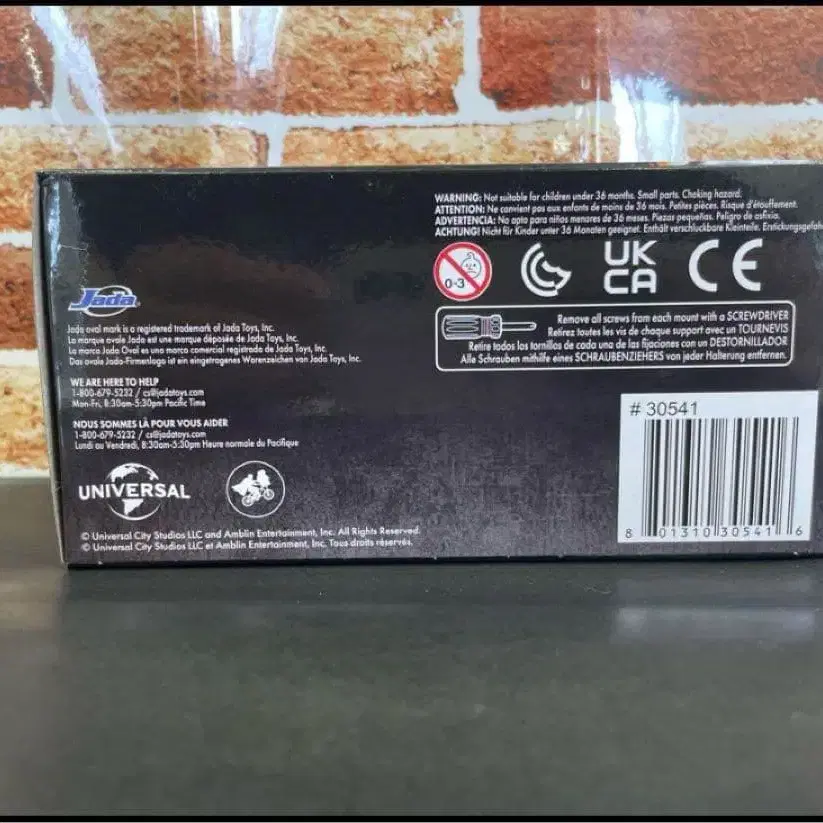 WARNING: Not suitable for children under 36 months. Small parts. Choking hazard.
ATTENTION: Ne convient pas aux enfants de moins de 36 mois. Petites pièces. Risque d'étouffement.
ADVERTENCIA: No apto para niños menores de 36 meses. Piezas pequeñas. Peligro de asfixia.
ACHTUNG! Nicht für Kinder unter 36 Monaten geeignet. Enthält verschluckbare Kleinteile. Erstickungsgefah
0-3
UK
CA
CE
Jada
Remove all screws from each mount with a SCREWDRIVER
Retirez toutes les vis de chaque support avec un TOURNEVIS
Retire todos los tornillos de cada una de las fijaciones con un DESTORNILLADOR
Alle Schrauben mithilfe eines SCHRAUBENZIEHERS von jeder Halterung entfernen.
Jada oval mark is a registered trademark of Jada Toys, Inc.
La marque ovale Jada est une marque déposée de Jada Toys, Inc.
La marca Jada Oval es una marca comercial registrada de Jada Toys, Inc.
Das ovale Jada-Firmenlogo ist ein eingetragenes Warenzeichen von Jada Toys, Inc.
WE ARE HERE TO HELP
1-800-679-5232 / cs@jadatoys.com
Mon-Fri, 8:30am-5:30pm Pacific Time
NOUS SOMMES LÀ POUR VOUS AIDER
1-800-679-5232 / cs@jadatoys.com
Lundi au Vendredi, 8:30am-5:30pm Heure normale du Pacifique
# 30541
8 01310 30541 6
UNIVERSAL
© Universal City Studios LLC and Amblin Entertainment, Inc. All Rights Reserved.
© Universal City Studios LLC et Amblin Entertainment, Inc. Tous droits réservés.